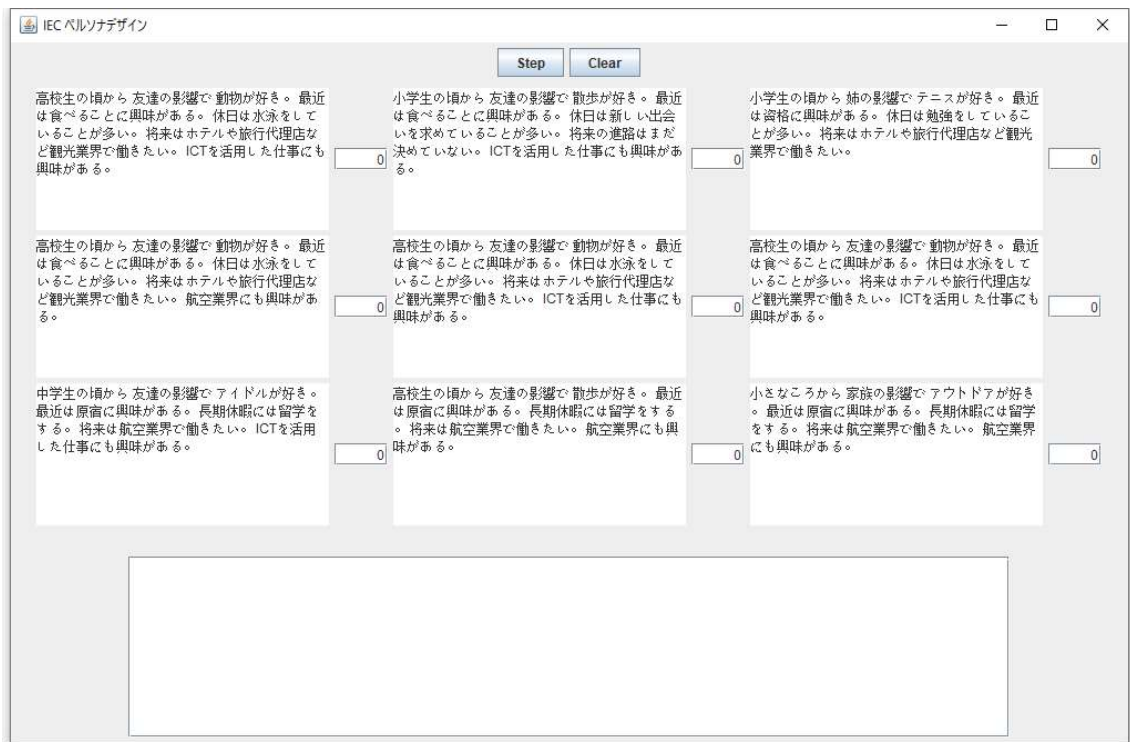 IEC ペルソナデザイン
Step
Clear
高校生の頃から 友達の影響で 動物が好き。 最近
は食べることに興味がある。 休日は水泳をして
いることが多い。 将来はホテルや旅行代理店な
ど観光業界で働きたい。 ICTを活用した仕事にも
興味がある。
0
小学生の頃から 友達の影響で 散歩が好き。 最近
は食べることに興味がある。 休日は新しい出会
いを求めていることが多い。 将来の進路はまだ
決めていない。 ICTを活用した仕事にも興味があ
る。
0
小学生の頃から 姉の影響で テニスが好き。 最近
は資格に興味がある。 休日は勉強をしているこ
とが多い。 将来はホテルや旅行代理店など観光
業界で働きたい。
0
高校生の頃から 友達の影響で 動物が好き。 最近
は食べることに興味がある。 休日は水泳をして
いることが多い。 将来はホテルや旅行代理店な
ど観光業界で働きたい。 航空業界にも興味があ
る。
0
高校生の頃から 友達の影響で 動物が好き。 最近
は食べることに興味がある。 休日は水泳をして
いることが多い。 将来はホテルや旅行代理店な
ど観光業界で働きたい。 ICTを活用した仕事にも
興味がある。
0
高校生の頃から 友達の影響で 動物が好き。 最近
は食べることに興味がある。 休日は水泳をして
いることが多い。 将来はホテルや旅行代理店な
ど観光業界で働きたい。 ICTを活用した仕事にも
興味がある。
0
中学生の頃から 友達の影響で アイドルが好き。
最近は原宿に興味がある。 長期休暇には留学を
する。 将来は航空業界で働きたい。 ICTを活用
した仕事にも興味がある。
0
高校生の頃から 友達の影響で 散歩が好き。 最近
は原宿に興味がある。 長期休暇には留学をする
。 将来は航空業界で働きたい。 航空業界にも興
味がある。
0
小さなころから 家族の影響で アウトドアが好き
。 最近は原宿に興味がある。 長期休暇には留学
をする。 将来は航空業界で働きたい。 航空業界
にも興味がある。
0